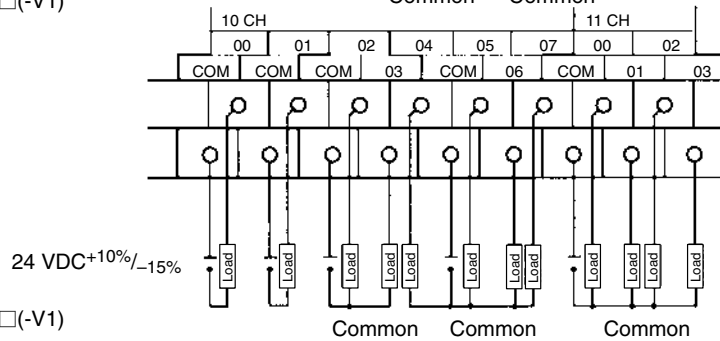 □(-V1)
Common Common
10 CH 11 CH
00 01 02 04 05 07 00 02
COM COM COM 03 COM 06 COM 01 03
24 VDC+10%/–15%
Load Load Load Load Load Load Load Load Load Load Load Load
□(-V1)
Common Common Common